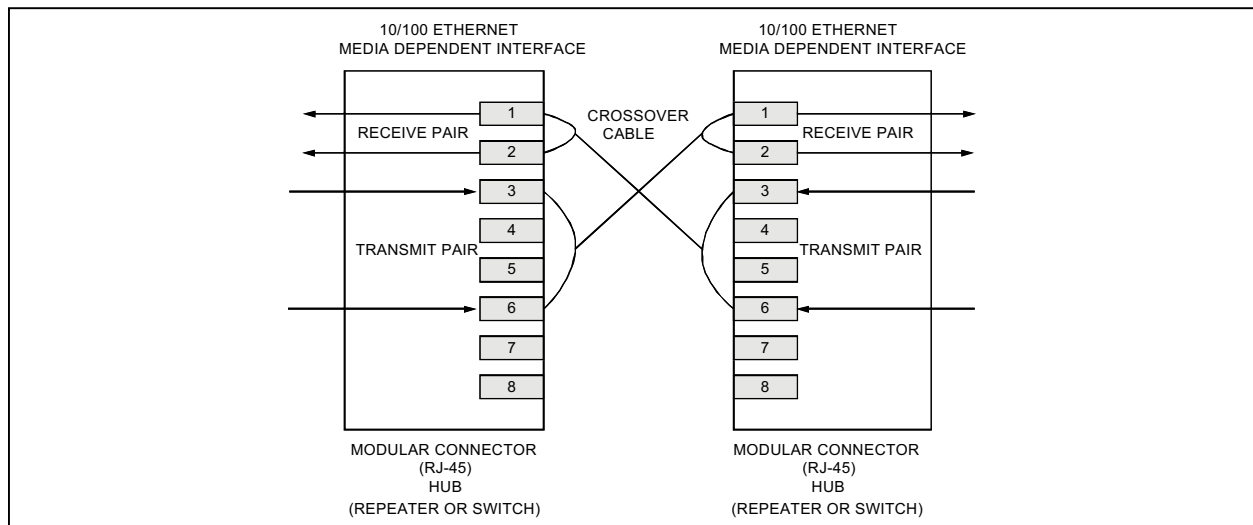 10/100 ETHERNET
MEDIA DEPENDENT INTERFACE
10/100 ETHERNET
MEDIA DEPENDENT INTERFACE
1
RECEIVE PAIR
2
3
4
TRANSMIT PAIR
5
6
7
8
CROSSOVER
CABLE
1
RECEIVE PAIR
2
3
4
TRANSMIT PAIR
5
6
7
8
MODULAR CONNECTOR
(RJ-45)
HUB
(REPEATER OR SWITCH)
MODULAR CONNECTOR
(RJ-45)
HUB
(REPEATER OR SWITCH)